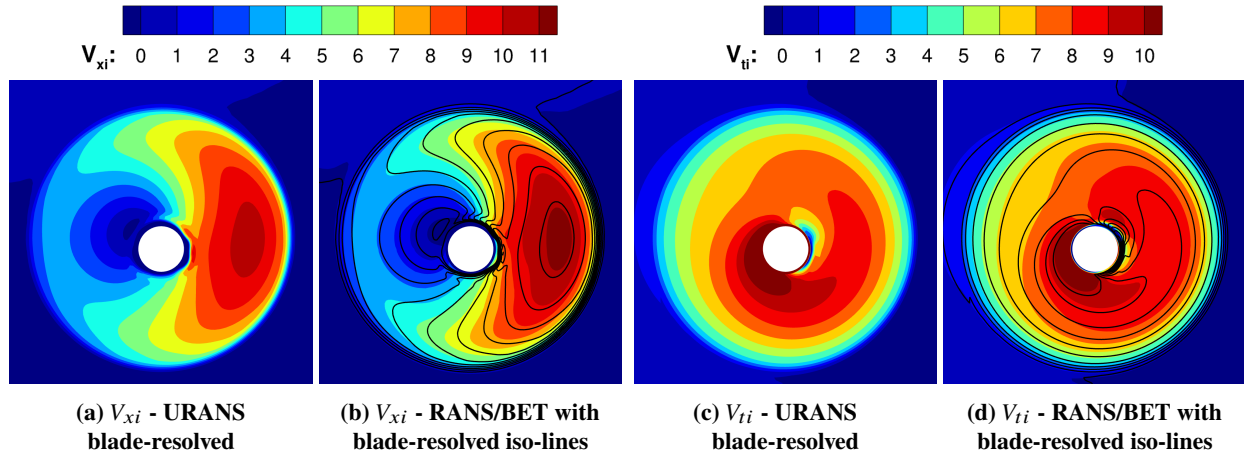 V_xi: 0 1 2 3 4 5 6 7 8 9 10 11
V_ti: 0 1 2 3 4 5 6 7 8 9 10
(a) V_xi - URANS
blade-resolved
(b) V_xi - RANS/BET with
blade-resolved iso-lines
(c) V_ti - URANS
blade-resolved
(d) V_ti - RANS/BET with
blade-resolved iso-lines